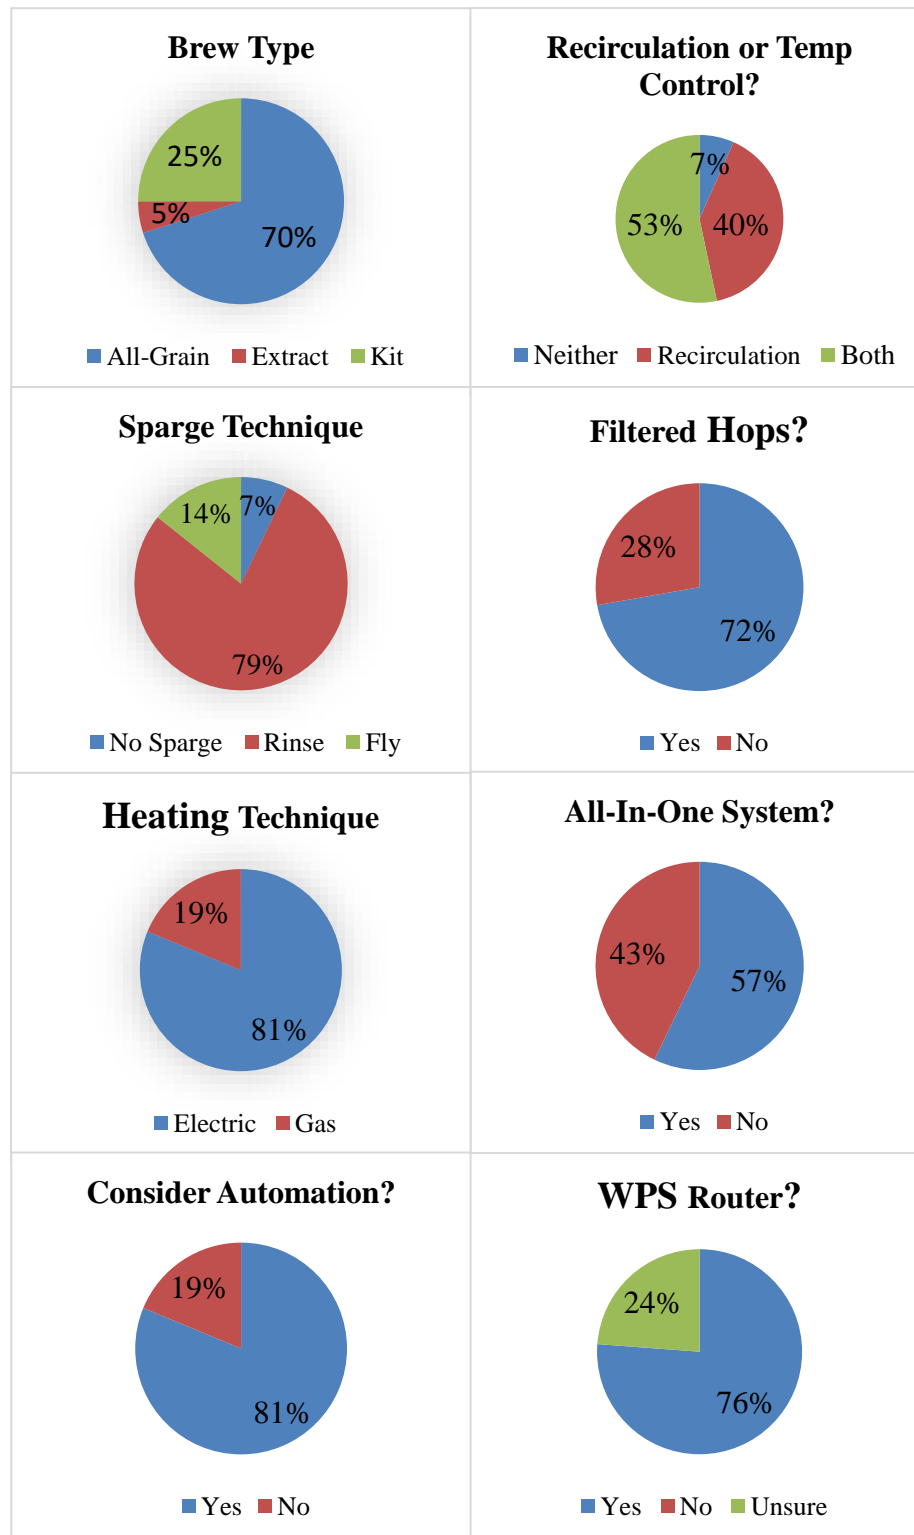 Brew Type
25%
5%
70%
All-Grain Extract Kit
Recirculation or Temp
Control?
7%
53% 40%
Neither Recirculation Both
Sparge Technique
14% 7%
79%
No Sparge Rinse Fly
Filtered Hops?
28%
72%
Yes No
Heating Technique
19%
81%
Electric Gas
All-In-One System?
43%
57%
Yes No
Consider Automation?
19%
81%
Yes No
WPS Router?
24%
76%
Yes No Unsure